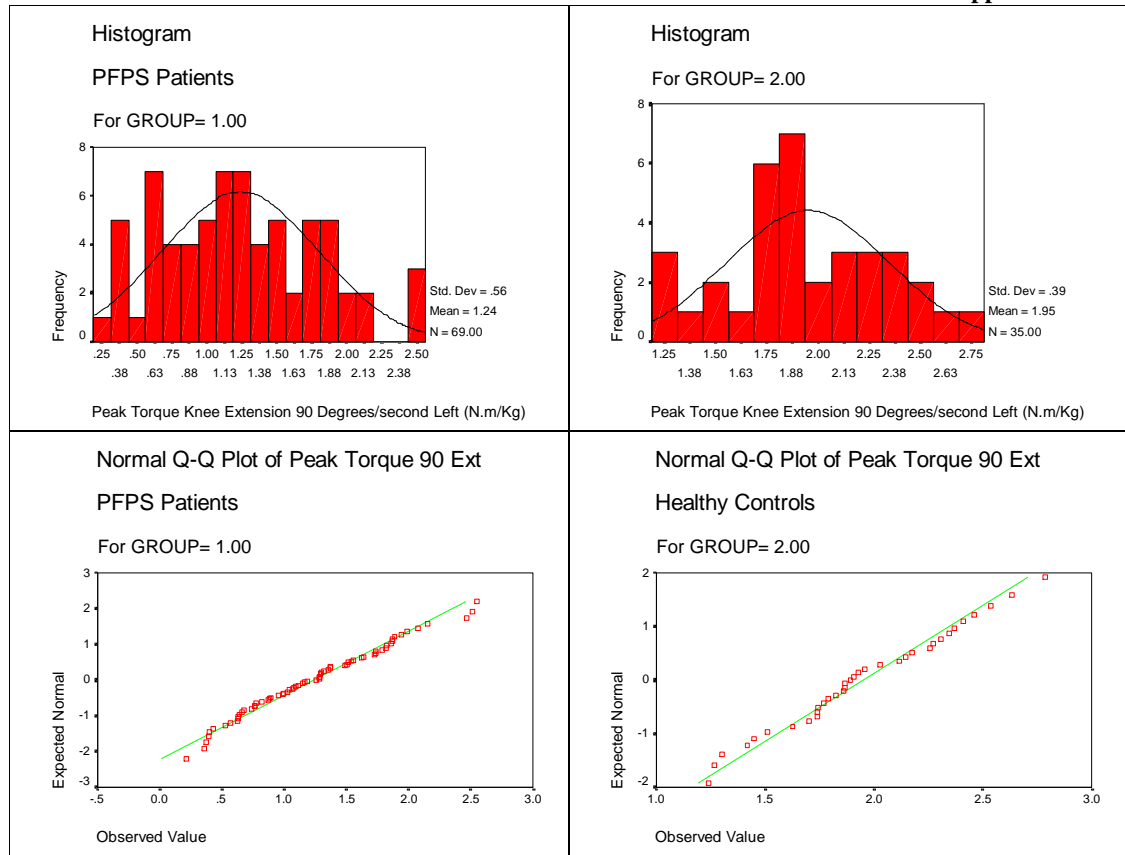 Histogram
PFPS Patients
For GROUP= 1.00
8
6
4
2
0
Frequency
Std. Dev = .56
Mean = 1.24
N = 69.00
.25 .50 .75 1.00 1.25 1.50 1.75 2.00 2.25 2.50
.38 .63 .88 1.13 1.38 1.63 1.88 2.13 2.38
Peak Torque Knee Extension 90 Degrees/second Left (N.m/Kg)
Histogram
For GROUP= 2.00
8
6
4
2
0
Frequency
Std. Dev = .39
Mean = 1.95
N = 35.00
1.25 1.50 1.75 2.00 2.25 2.50 2.75
1.38 1.63 1.88 2.13 2.38 2.63
Peak Torque Knee Extension 90 Degrees/second Left (N.m/Kg)
Normal Q-Q Plot of Peak Torque 90 Ext
PFPS Patients
For GROUP= 1.00
3
2
1
0
-1
-2
-3
Expected Normal
-.5 0.0 .5 1.0 1.5 2.0 2.5 3.0
Observed Value
Normal Q-Q Plot of Peak Torque 90 Ext
Healthy Controls
For GROUP= 2.00
2
1
0
-1
-2
Expected Normal
1.0 1.5 2.0 2.5 3.0
Observed Value